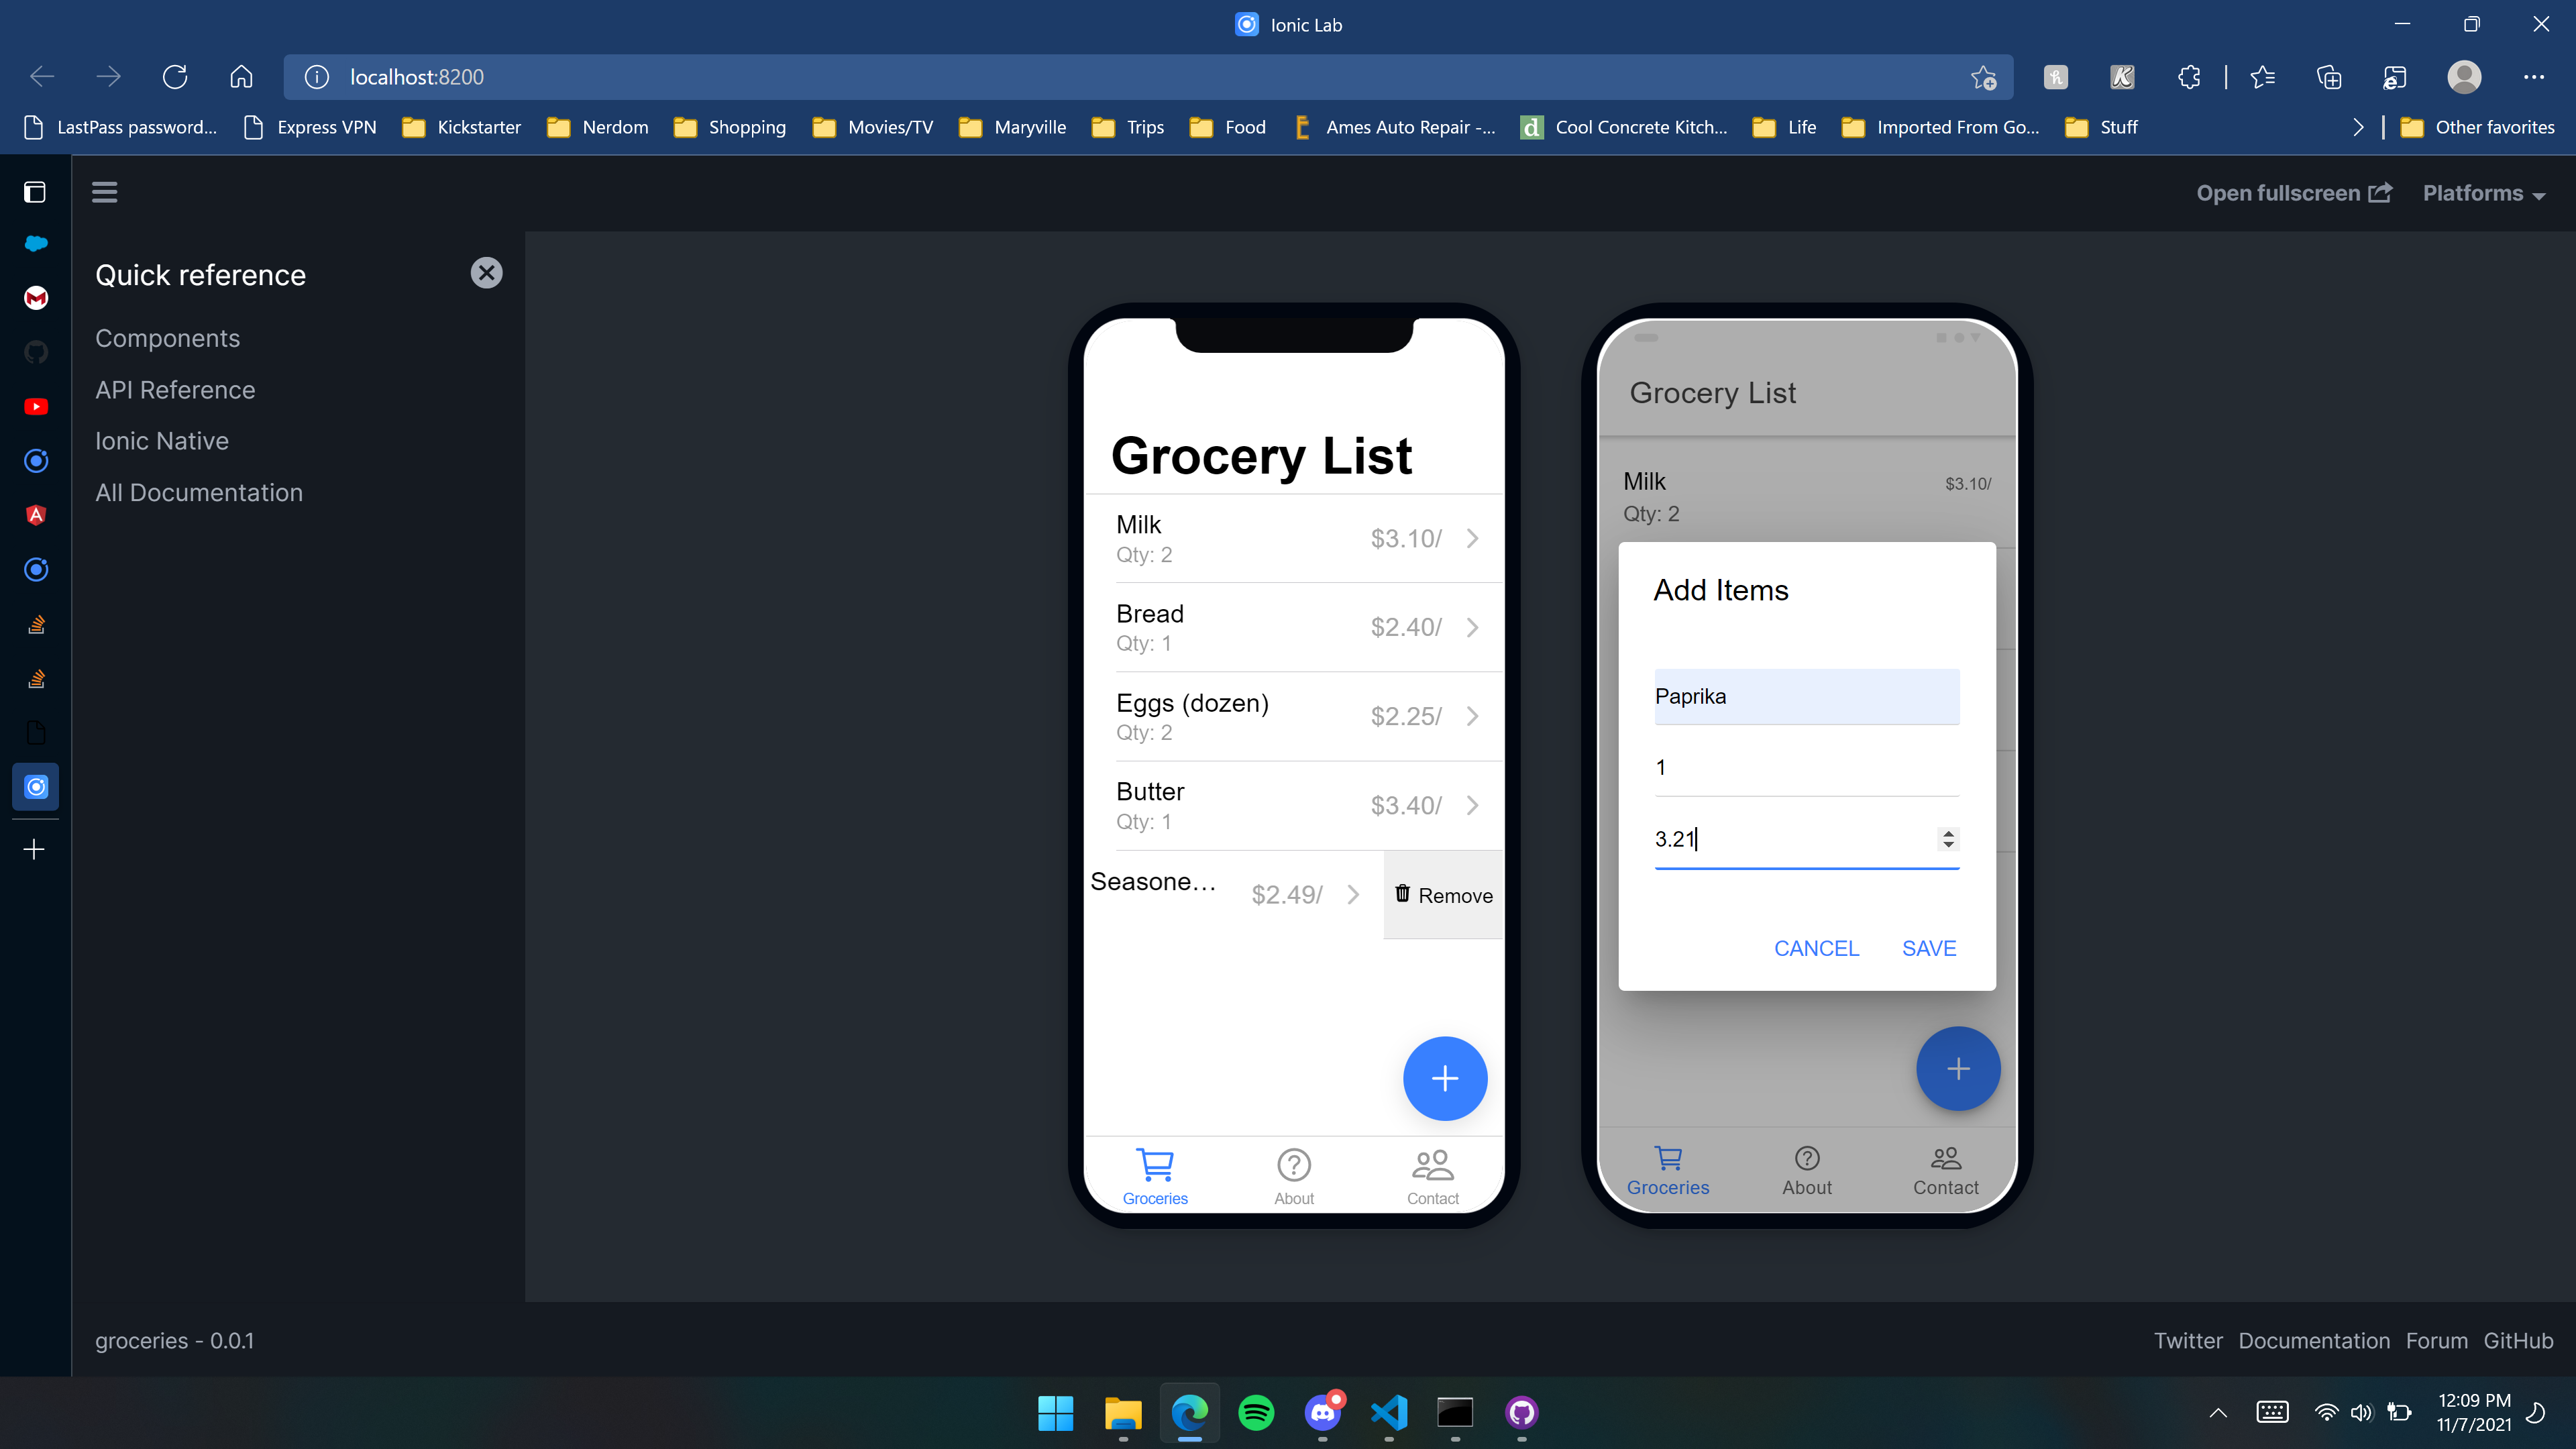 Ionic Lab
localhost:8200
LastPass password... Express VPN Kickstarter Nerdom Shopping Movies/TV Maryville Trips Food Ames Auto Repair -... Cool Concrete Kitch... Life Imported From Go... Stuff Other favorites
Open fullscreen Platforms
Quick reference
Components
API Reference
Ionic Native
All Documentation
Grocery List
Milk
$3.10/
Qty: 2
Bread
$2.40/
Qty: 1
Eggs (dozen)
$2.25/
Qty: 2
Butter
$3.40/
Qty: 1
Seasone...
$2.49/
Remove
Groceries About Contact
Grocery List
Milk
$3.10/
Qty: 2
Add Items
Paprika
1
3.21
CANCEL SAVE
Groceries About Contact
groceries - 0.0.1
Twitter Documentation Forum GitHub
12:09 PM
11/7/2021